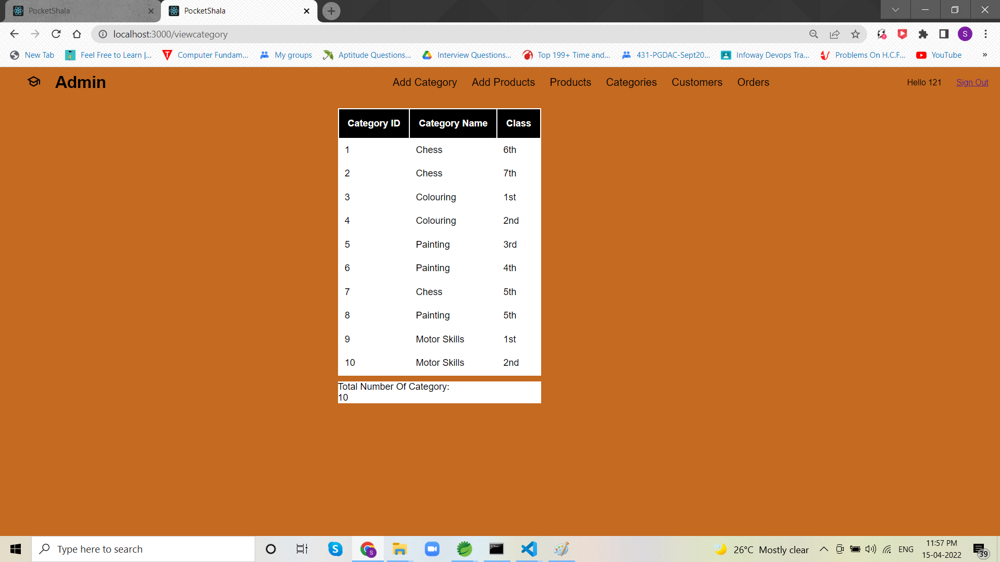 PocketShala
PocketShala
localhost:3000/viewcategory
S
New Tab
Feel Free to Learn |...
Computer Fundam...
My groups
Aptitude Questions...
Interview Questions...
Top 199+ Time and...
431-PGDAC-Sept20...
Infoway Devops Tra...
Problems On H.C.F...
YouTube
»
Admin
Add Category
Add Products
Products
Categories
Customers
Orders
Hello 121
Sign Out
Category ID Category Name Class
1 Chess 6th
2 Chess 7th
3 Colouring 1st
4 Colouring 2nd
5 Painting 3rd
6 Painting 4th
7 Chess 5th
8 Painting 5th
9 Motor Skills 1st
10 Motor Skills 2nd
Total Number Of Category:
10
Type here to search
26°C Mostly clear
ENG
11:57 PM
15-04-2022
39